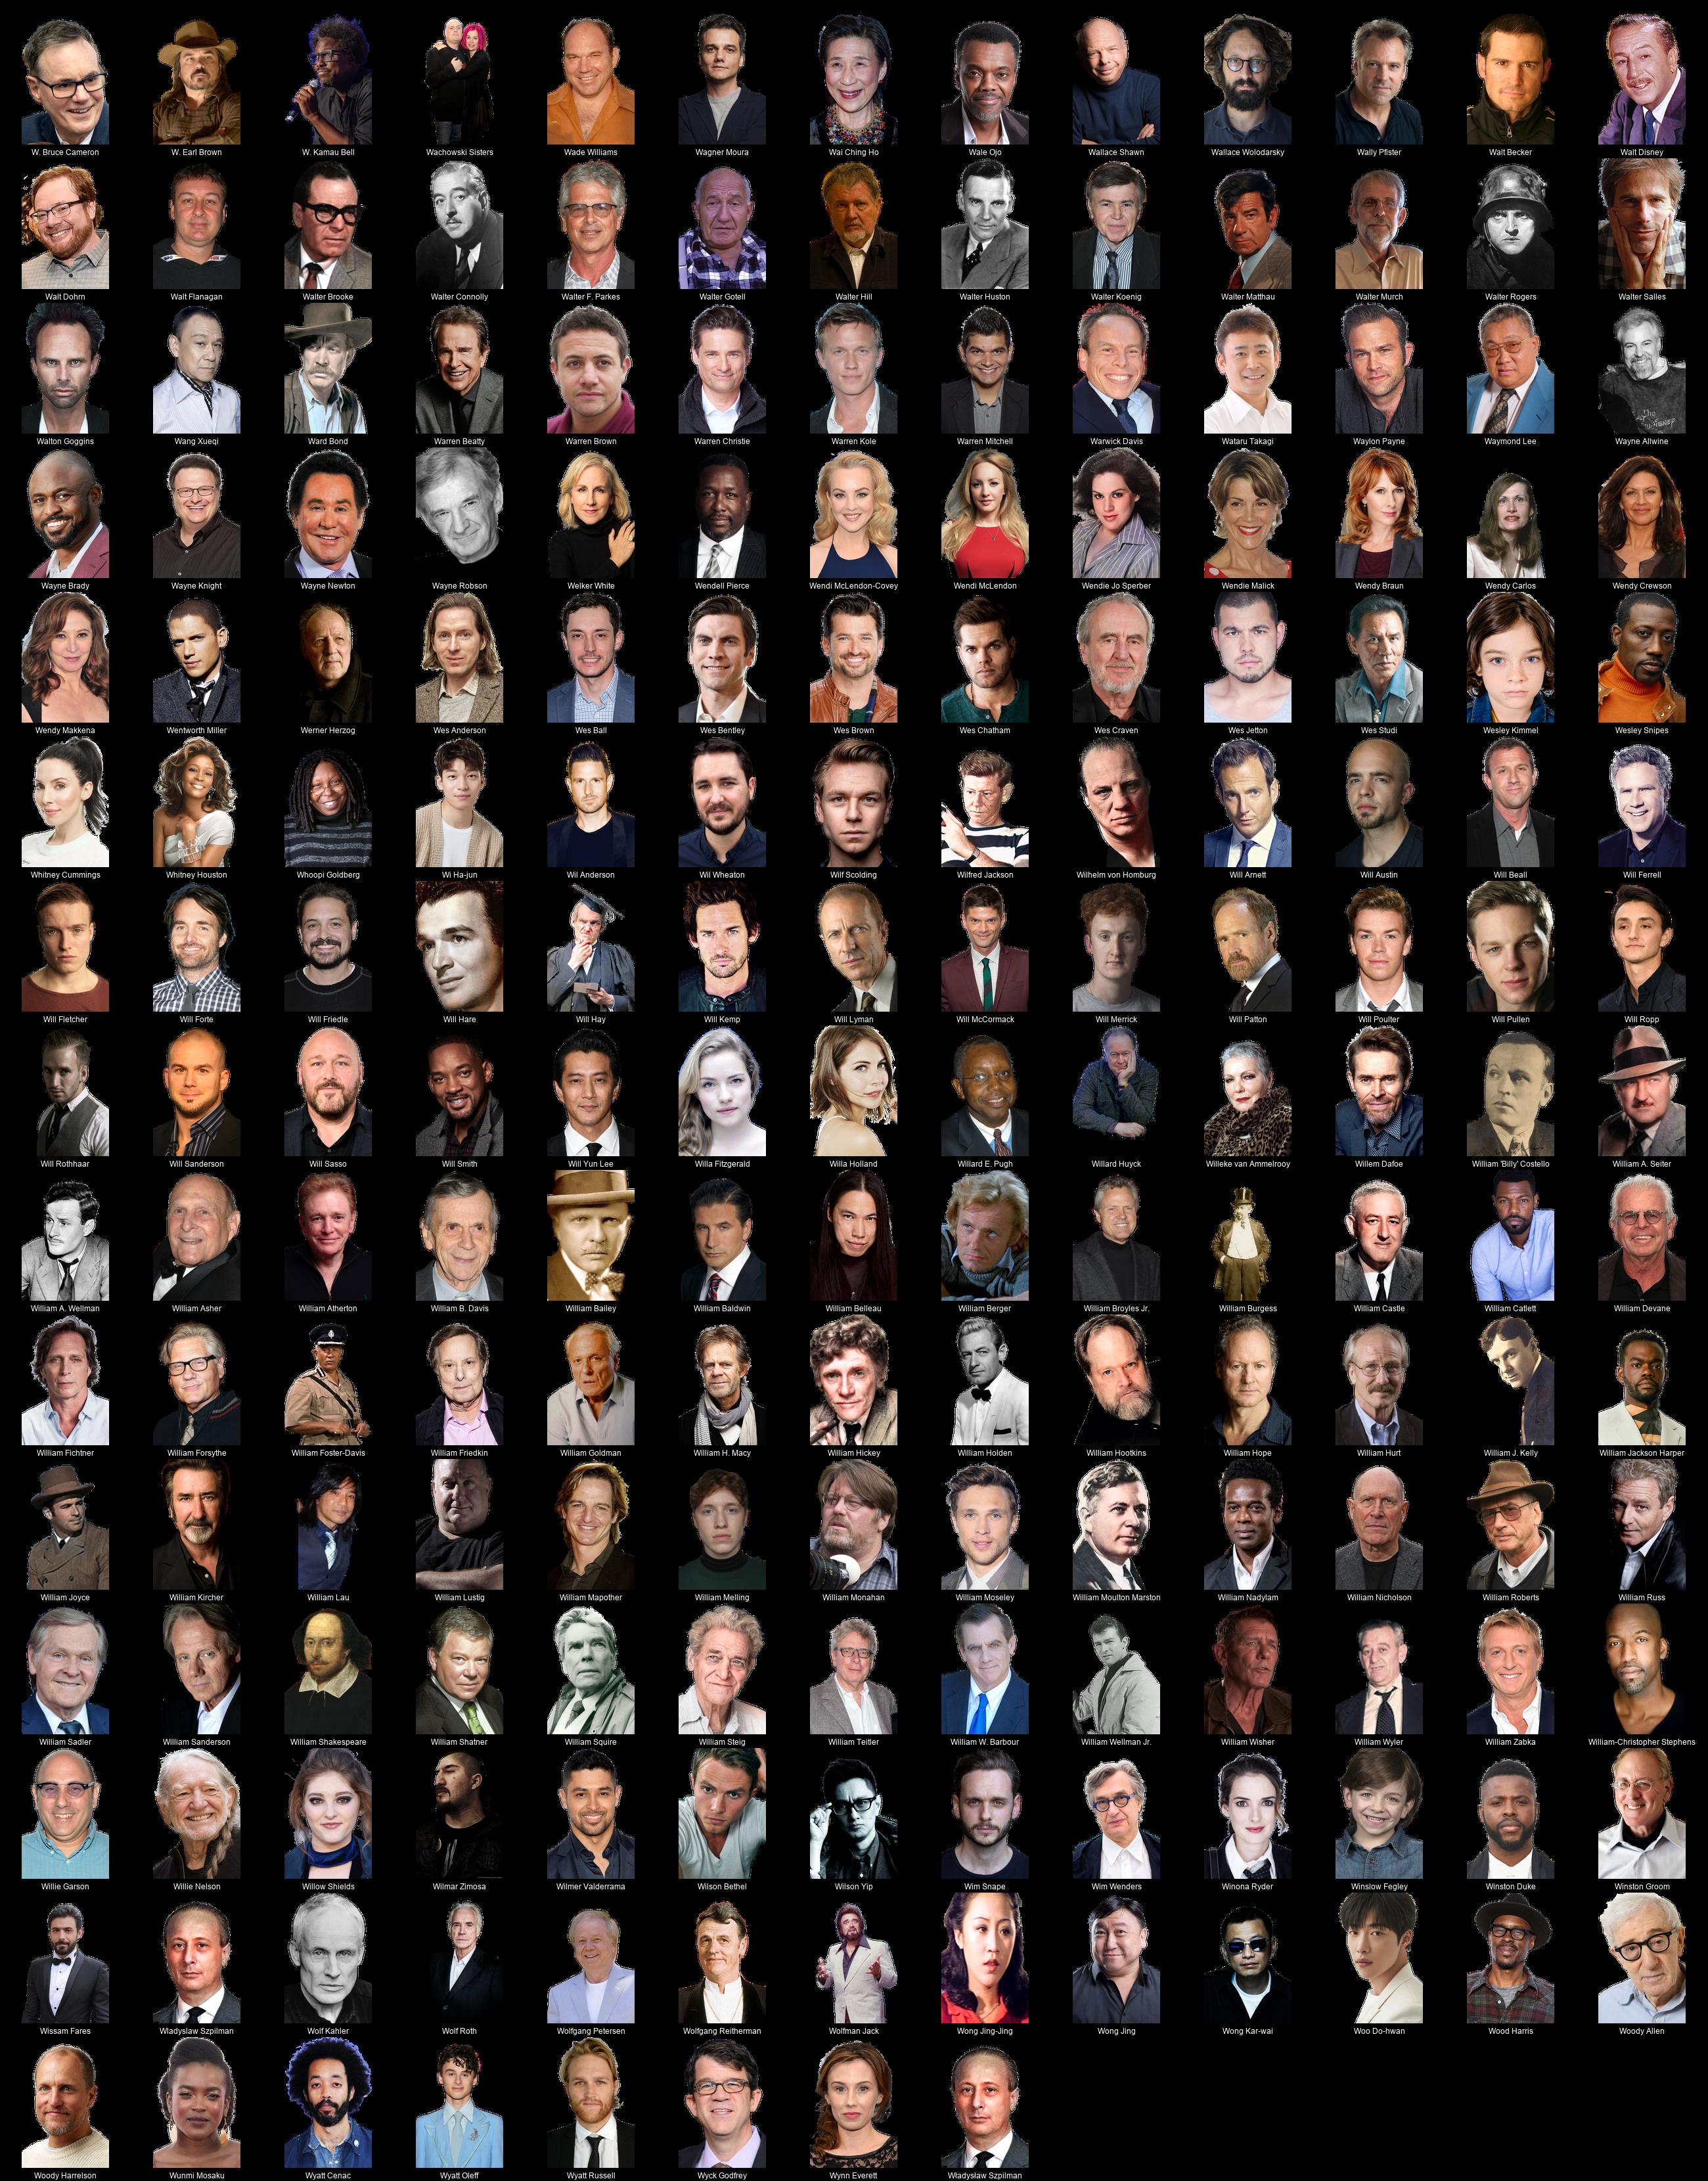 W. Bruce Cameron W. Earl Brown W. Kamau Bell Wachowski Sisters Wade Williams Wagner Moura Wai Ching Ho Wale Ojo Wallace Shawn Wallace Wolodarsky Wally Pfister Walt Becker Walt Disney
Walt Dohrn Walt Flanagan Walter Brooke Walter Connolly Walter F. Parkes Walter Gotell Walter Hill Walter Huston Walter Koenig Walter Matthau Walter Murch Walter Rogers Walter Salles
Walton Goggins Wang Xueqi Ward Bond Warren Beatty Warren Brown Warren Christie Warren Kole Warren Mitchell Warwick Davis Wataru Takagi Waylon Payne Waymond Lee Wayne Allwine
Wayne Brady Wayne Knight Wayne Newton Wayne Robson Welker White Wendell Pierce Wendi McLendon-Covey Wendi McLendon Wendie Jo Sperber Wendie Malick Wendy Braun Wendy Carlos Wendy Crewson
Wendy Makkena Wentworth Miller Werner Herzog Wes Anderson Wes Ball Wes Bentley Wes Brown Wes Chatham Wes Craven Wes Jetton Wes Studi Wesley Kimmel Wesley Snipes
Whitney Cummings Whitney Houston Whoopi Goldberg Wi Ha-jun Wil Anderson Wil Wheaton Wilf Scolding Wilfred Jackson Wilhelm von Homburg Will Arnett Will Austin Will Beall Will Ferrell
Will Fletcher Will Forte Will Friedle Will Hare Will Hay Will Kemp Will Lyman Will McCormack Will Merrick Will Patton Will Poulter Will Pullen Will Ropp
Will Rothhaar Will Sanderson Will Sasso Will Smith Will Yun Lee Willa Fitzgerald Willa Holland Willard E. Pugh Willard Huyck Willeke van Ammelrooy Willem Dafoe William 'Billy' Costello William A. Seiter
William A. Wellman William Asher William Atherton William B. Davis William Bailey William Baldwin William Belleau William Berger William Broyles Jr. William Burgess William Castle William Catlett William Devane
William Fichtner William Forsythe William Foster-Davis William Friedkin William Goldman William H. Macy William Hickey William Holden William Hootkins William Hope William Hurt William J. Kelly William Jackson Harper
William Joyce William Kircher William Lau William Lustig William Mapother William Melling William Monahan William Moseley William Moulton Marston William Nadylam William Nicholson William Roberts William Russ
William Sadler William Sanderson William Shakespeare William Shatner William Squire William Steig William Teitler William W. Barbour William Wellman Jr. William Wisher William Wyler William Zabka William-Christopher Stephens
Willie Garson Willie Nelson Willow Shields Wilmar Zimosa Wilmer Valderrama Wilson Bethel Wilson Yip Wim Snape Wim Wenders Winona Ryder Winslow Fegley Winston Duke Winston Groom
Wissam Fares Wladyslaw Szpilman Wolf Kahler Wolf Roth Wolfgang Petersen Wolfgang Reitherman Wolfman Jack Wong Jing-Jing Wong Jing Wong Kar-wai Woo Do-hwan Wood Harris Woody Allen
Woody Harrelson Wunmi Mosaku Wyatt Cenac Wyatt Oleff Wyatt Russell Wyck Godfrey Wynn Everett Władysław Szpilman